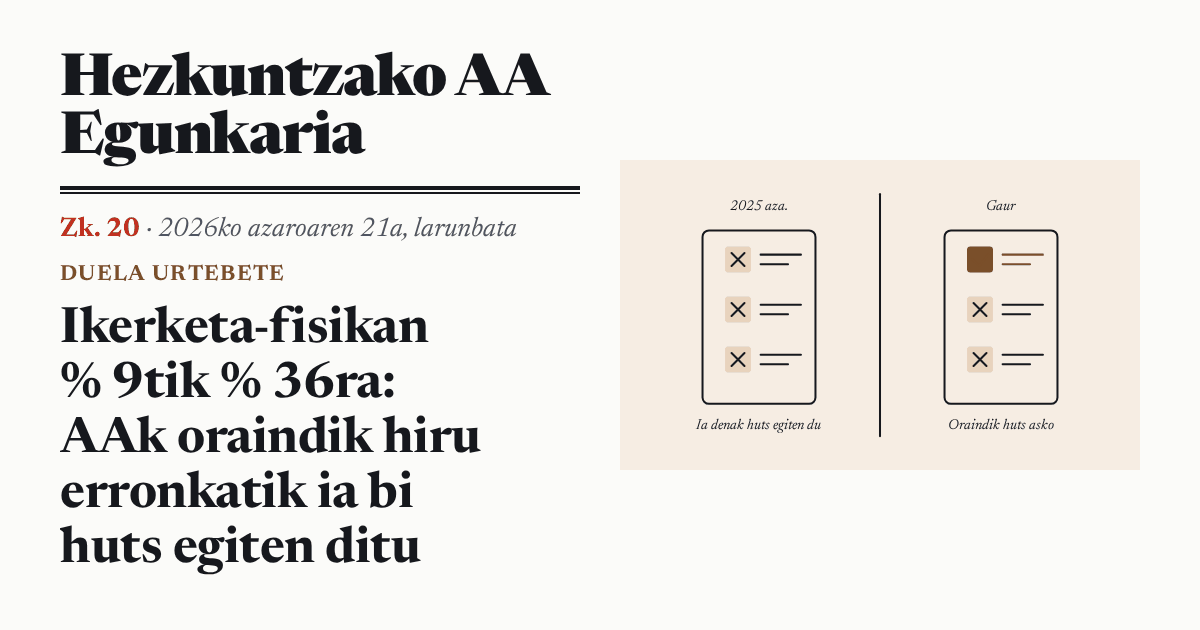 Hezkuntzako AA
Egunkaria
Zk. 20 · 2026ko azaroaren 21a, larunbata
DUELA URTEBETE
Ikerketa-fisikan
% 9tik % 36ra:
AAk oraindik hiru
erronkatik ia bi
huts egiten ditu
2025 aza.
Ia denak huts egiten du
Gaur
Oraindik huts asko